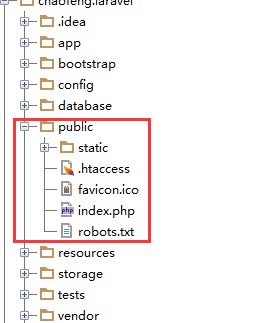 chaofeng.laravel
.idea
app
bootstrap
config
database
public
static
.htaccess
favicon.ico
index.php
robots.txt
resources
storage
tests
vendor